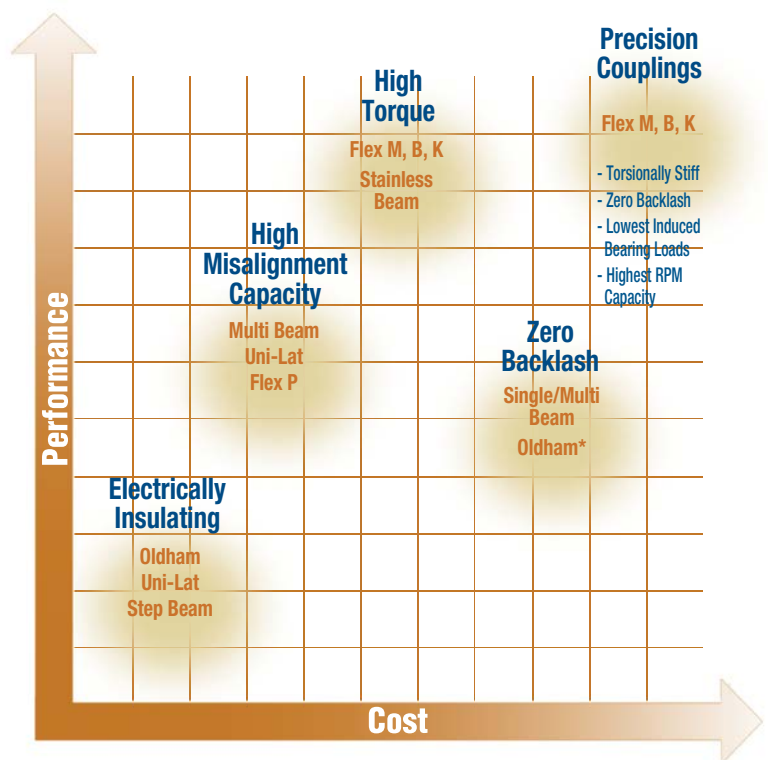 Precision
Couplings
Flex M, B, K
- Torsionally Stiff
- Zero Backlash
- Lowest Induced
Bearing Loads
- Highest RPM
Capacity
High
Torque
Flex M, B, K
Stainless
Beam
High
Misalignment
Capacity
Multi Beam
Uni-Lat
Flex P
Zero
Backlash
Single/Multi
Beam
Oldham*
Electrically
Insulating
Oldham
Uni-Lat
Step Beam
Performance
Cost